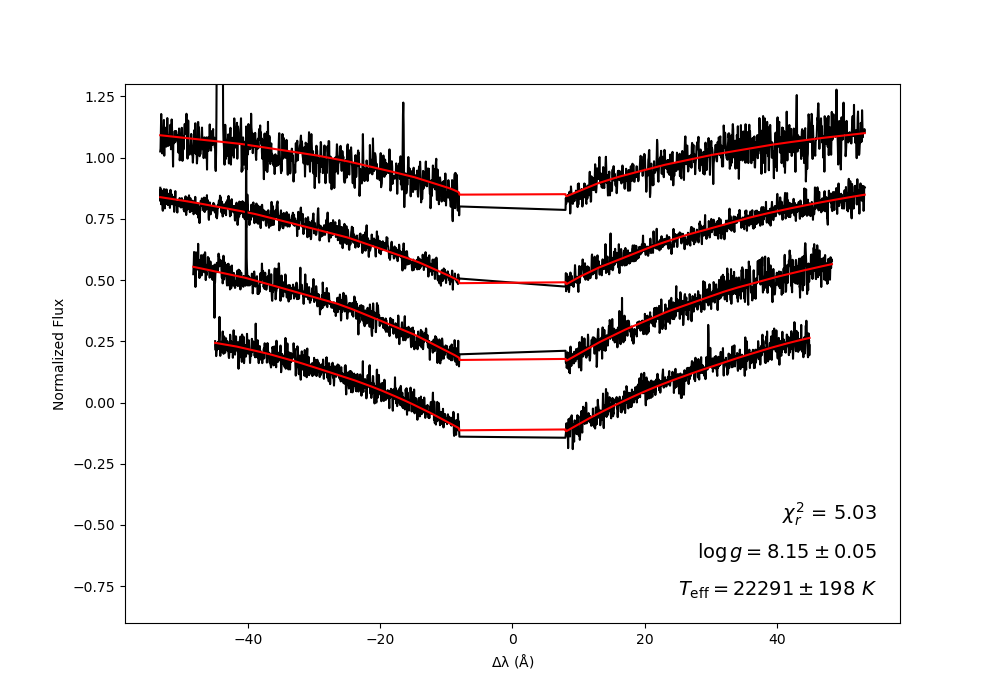 Normalized Flux
1.25
1.00
0.75
0.50
0.25
0.00
−0.25
−0.50
−0.75
χ²ᵣ = 5.03
log g = 8.15 ± 0.05
T_eff = 22291 ± 198 K
−40 −20 0 20 40
Δλ (Å)